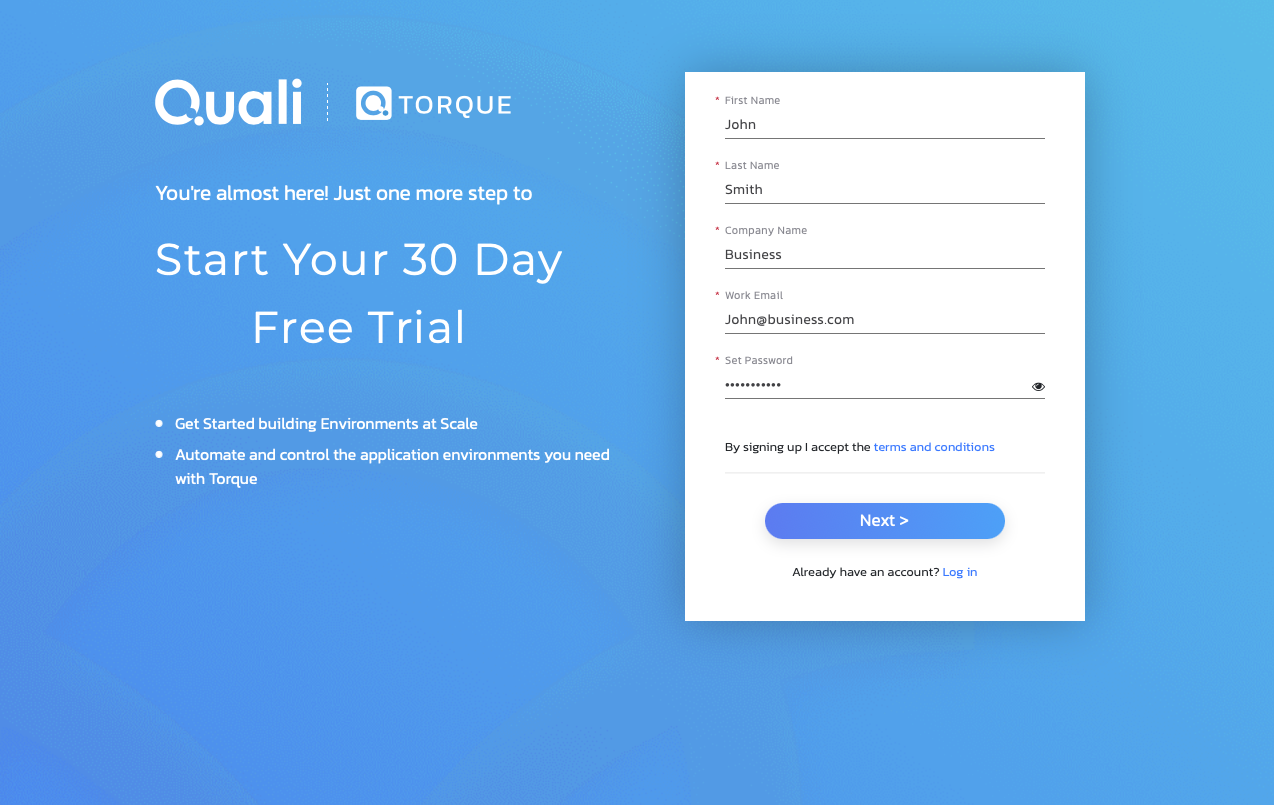 Quali
TORQUE
You're almost here! Just one more step to
Start Your 30 Day
Free Trial
Get Started building Environments at Scale
Automate and control the application environments you need
with Torque
* First Name
John
* Last Name
Smith
* Company Name
Business
* Work Email
John@business.com
* Set Password
•••••••••••
By signing up I accept the terms and conditions
Next >
Already have an account? Log in